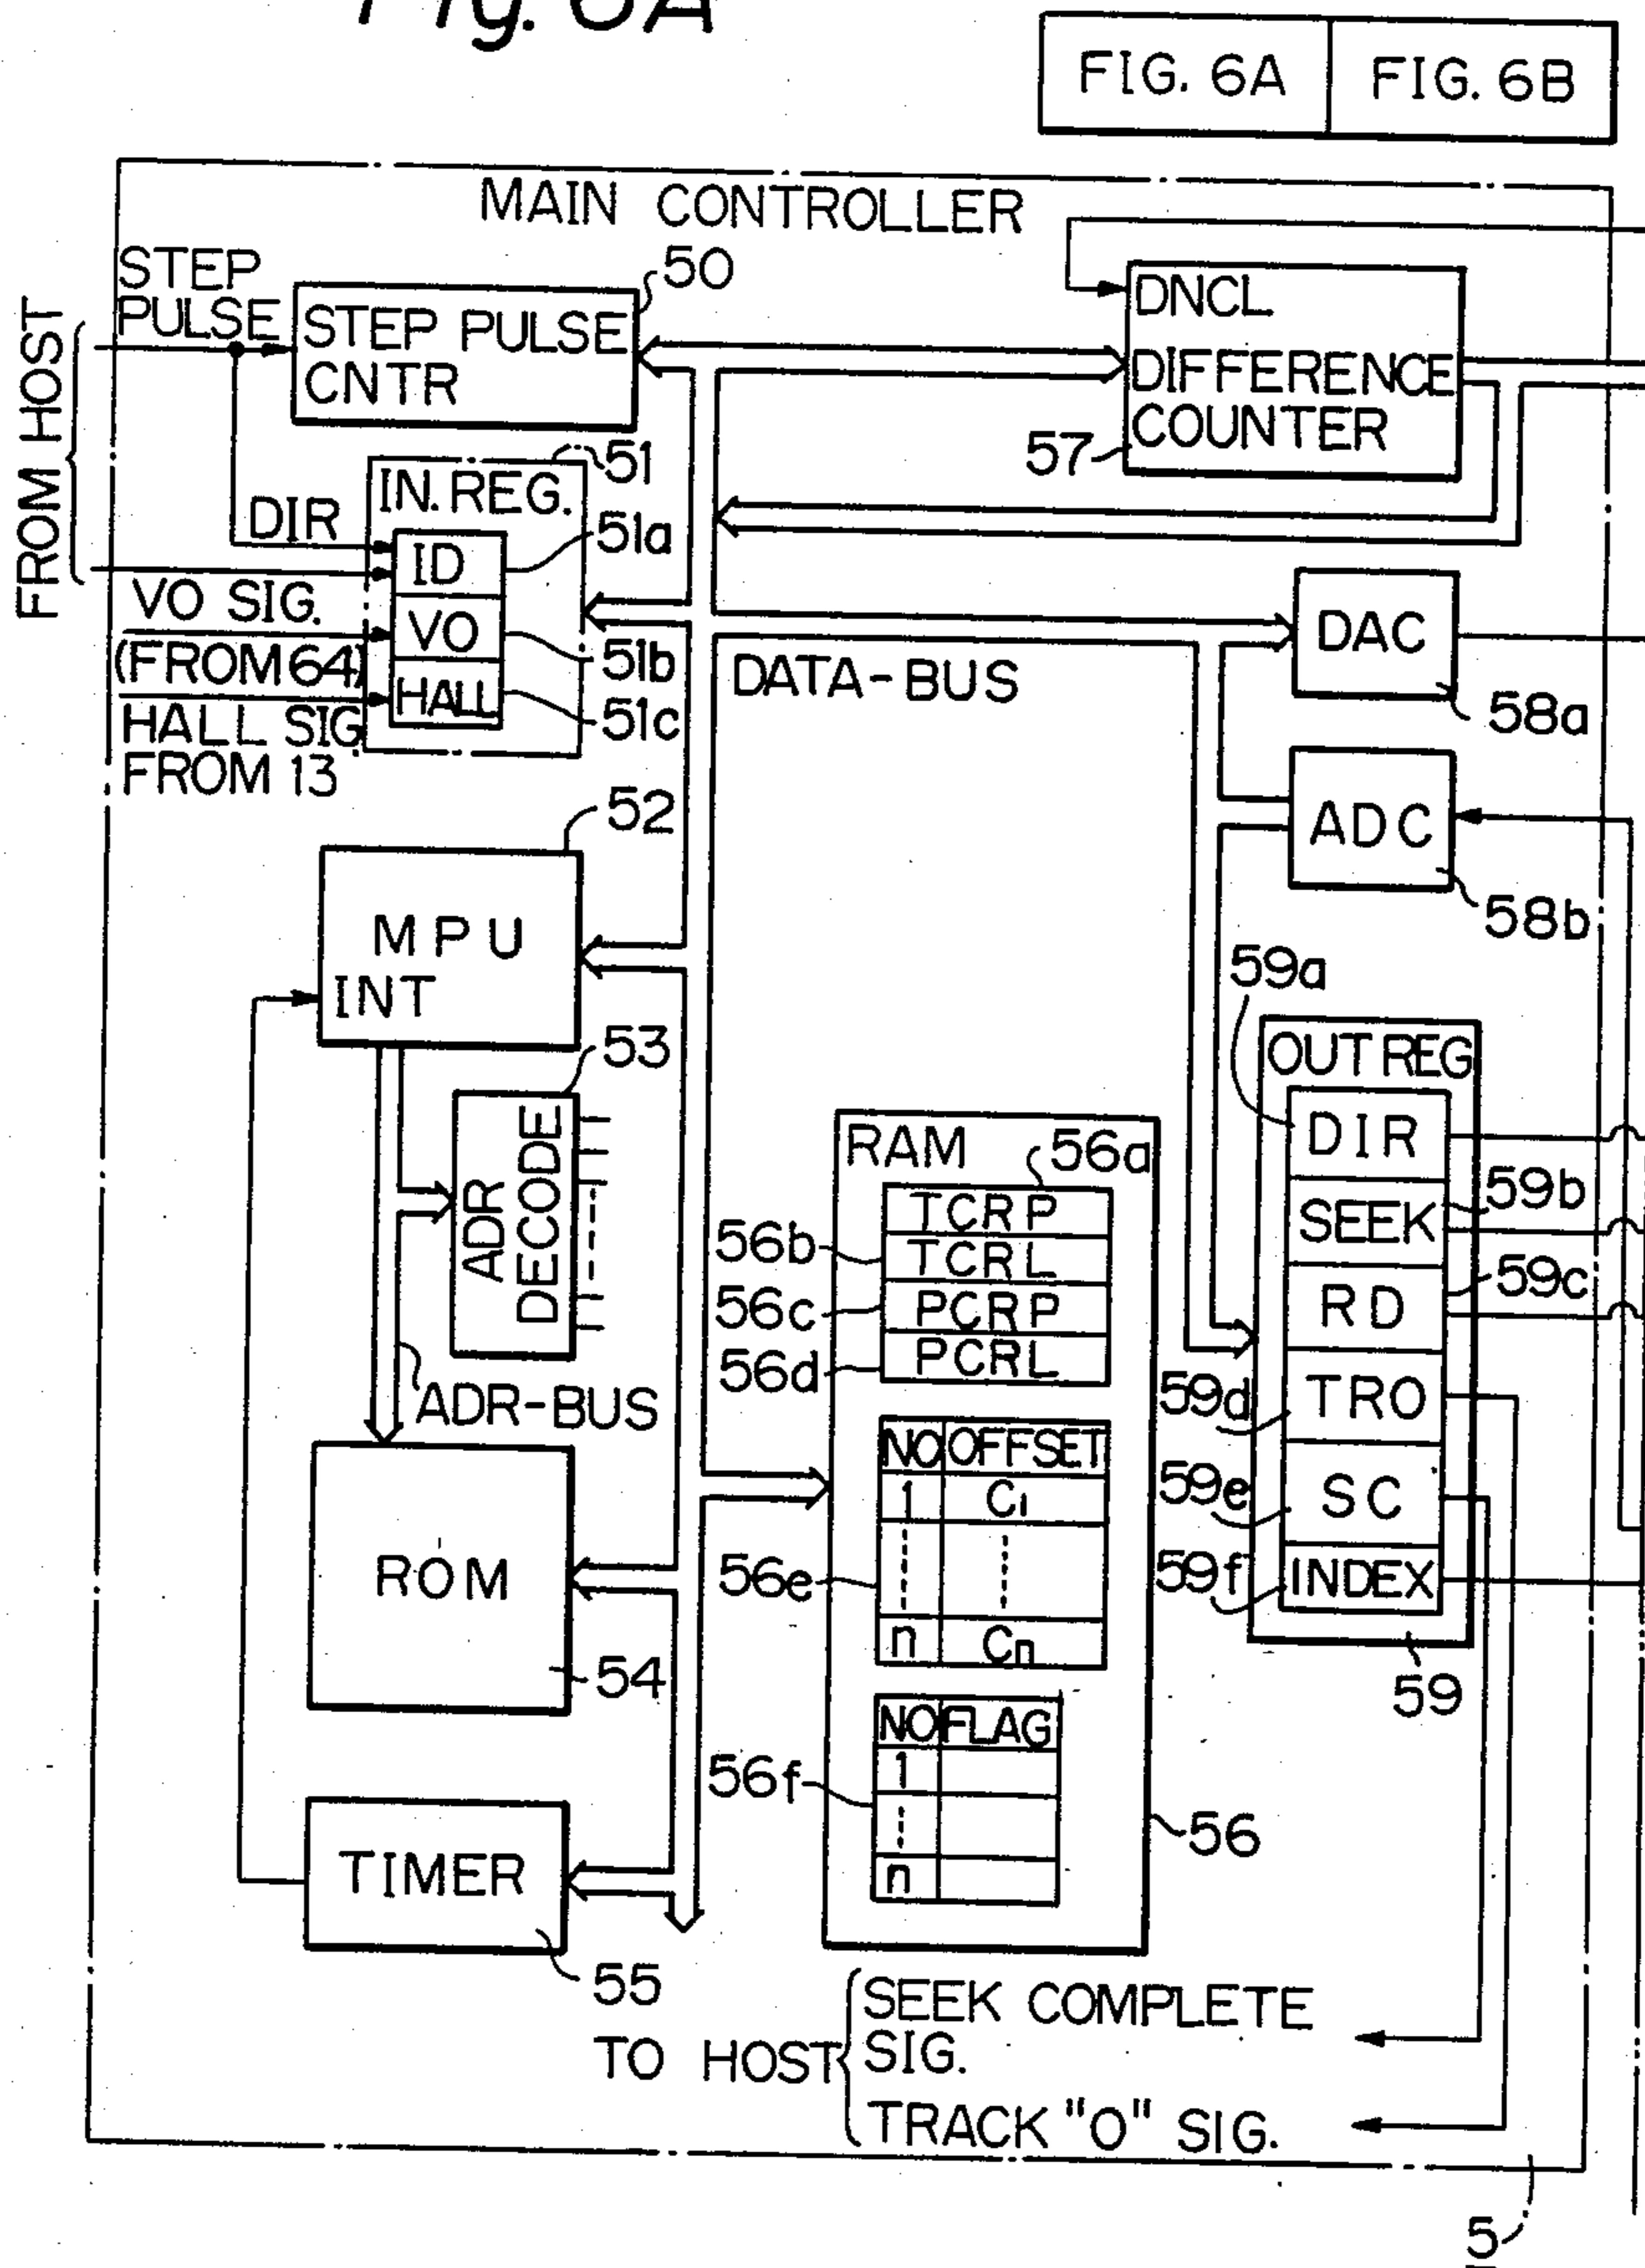 Fig. 6A
FIG. 6A
FIG. 6B
MAIN CONTROLLER
STEP
PULSE
50
STEP PULSE
CNTR
DNCL
DIFFERENCE
COUNTER
57
FROM HOST
51
IN. REG.
DIR
51a
ID
VO SIG.
VO
(FROM 64)
51b
HALL
51c
HALL SIG.
FROM 13
DATA-BUS
DAC
58a
ADC
58b
52
MPU
INT
53
ADR
DECODE
ADR-BUS
59a
OUT REG
DIR
59b
SEEK
59c
RD
59d
TRO
59e
SC
59f
INDEX
59
RAM
56a
TCRP
56b
TCRL
56c
PCRP
56d
PCRL
NO OFFSET
1 C1
56e
n Cn
NO FLAG
1
56f
n
56
ROM
54
TIMER
55
TO HOST
SEEK COMPLETE
SIG.
TRACK "O" SIG.
5